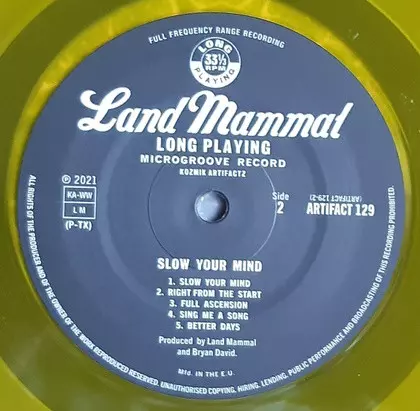 FULL FREQUENCY RANGE RECORDING
LONG
33⅓
RPM
PLAYING
Land Mammal
LONG PLAYING
MICROGROOVE RECORD
KOZMIK ARTIFACTZ
℗ 2021
KA-WW
L M
(P-TX)
Side
2
(ARTIFACT 129-2)
ARTIFACT 129
SLOW YOUR MIND
1. SLOW YOUR MIND
2. RIGHT FROM THE START
3. FULL ASCENSION
4. SING ME A SONG
5. BETTER DAYS
Produced by Land Mammal
and Bryan David.
Mfd. IN THE E.U.
ALL RIGHTS OF THE PRODUCER AND OF THE OWNER OF THE WORK REPRODUCED RESERVED. UNAUTHORISED COPYING, HIRING, LENDING, PUBLIC PERFORMANCE AND BROADCASTING OF THIS RECORDING PROHIBITED.